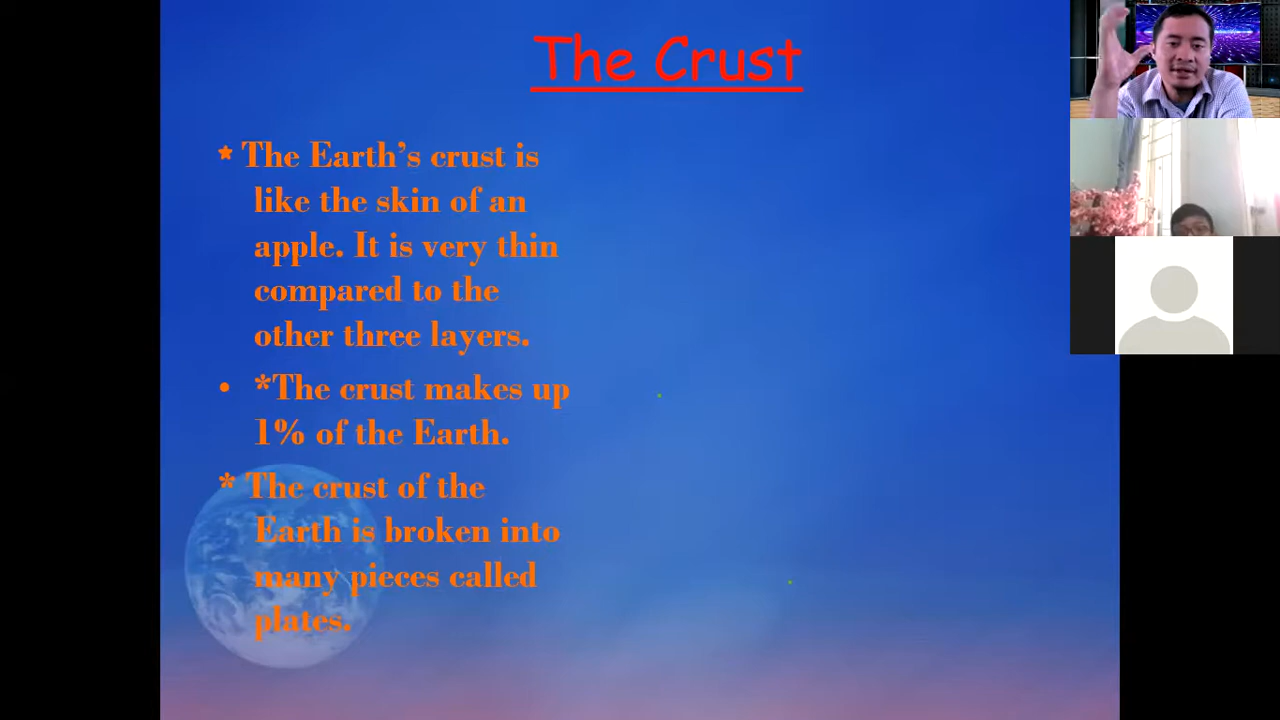 The Crust
* The Earth’s crust is
like the skin of an
apple. It is very thin
compared to the
other three layers.
• *The crust makes up
1% of the Earth.
* The crust of the
Earth is broken into
many pieces called
plates.